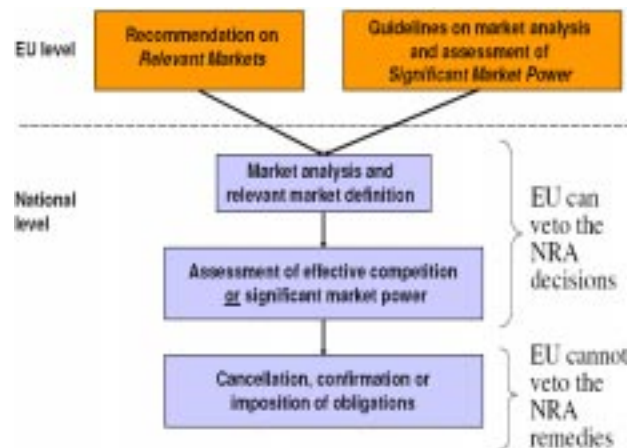 EU level
Recommendation on
Relevant Markets
Guidelines on market analysis
and assessment of
Significant Market Power
National
level
Market analysis and
relevant market definition
Assessment of effective competition
or significant market power
Cancellation, confirmation or
imposition of obligations
EU can
veto the
NRA
decisions
EU cannot
veto the
NRA
remedies